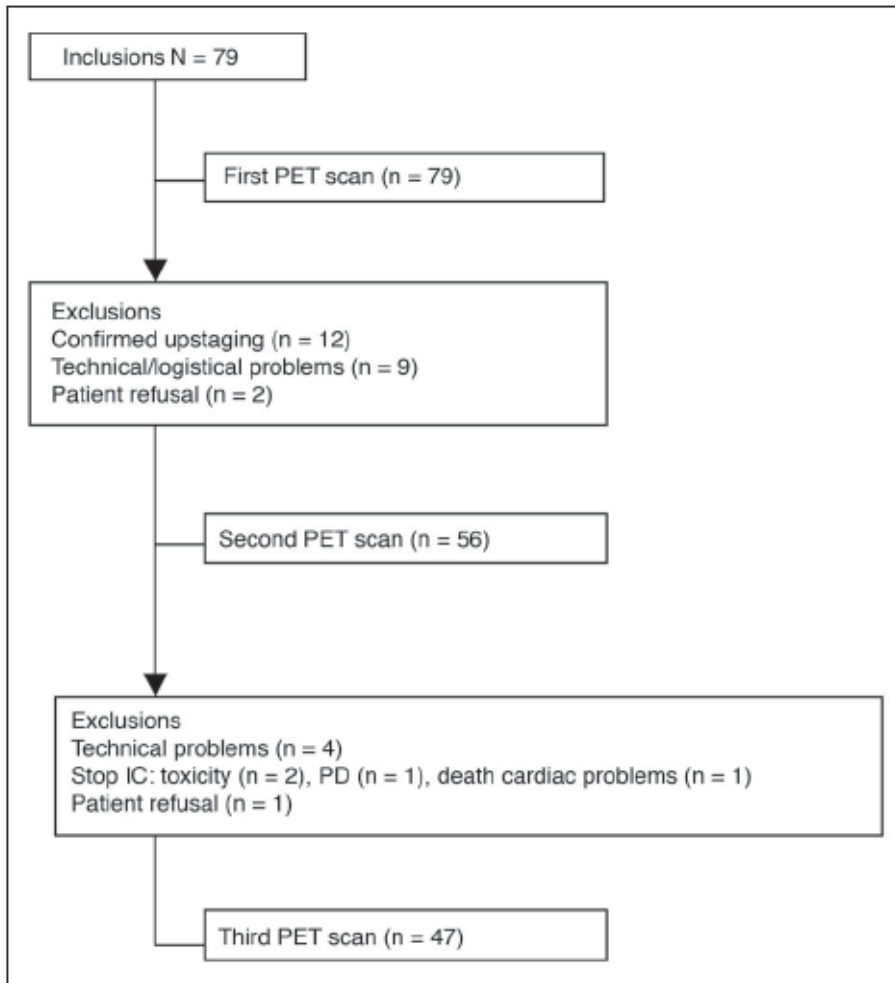 Inclusions N = 79
First PET scan (n = 79)
Exclusions
Confirmed upstaging (n = 12)
Technical/logistical problems (n = 9)
Patient refusal (n = 2)
Second PET scan (n = 56)
Exclusions
Technical problems (n = 4)
Stop IC: toxicity (n = 2), PD (n = 1), death cardiac problems (n = 1)
Patient refusal (n = 1)
Third PET scan (n = 47)